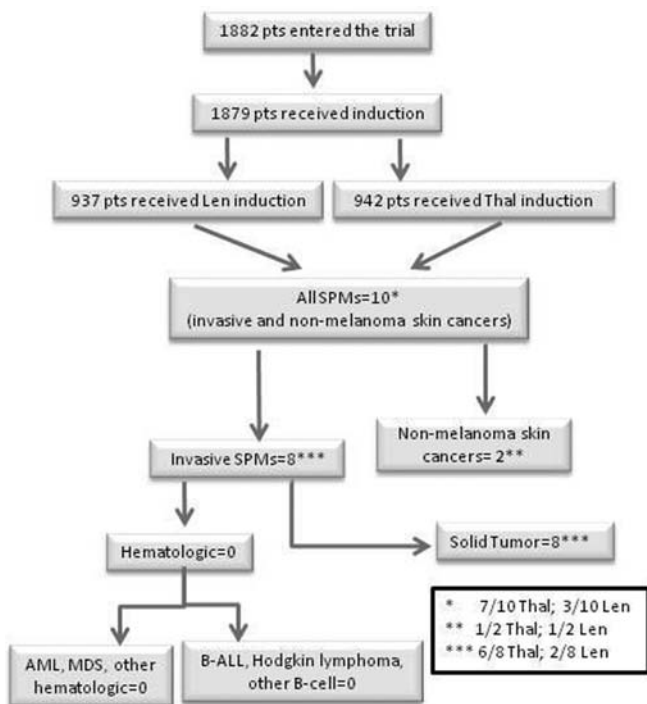 1882 pts entered the trial
1879 pts received induction
937 pts received Len induction
942 pts received Thal induction
All SPMs=10*
(invasive and non-melanoma skin cancers)
Non-melanoma skin
cancers= 2**
Invasive SPMs=8***
Solid Tumor=8***
Hematologic=0
AML, MDS, other
hematologic=0
B-ALL, Hodgkin lymphoma,
other B-cell=0
* 7/10 Thal; 3/10 Len
** 1/2 Thal; 1/2 Len
*** 6/8 Thal; 2/8 Len